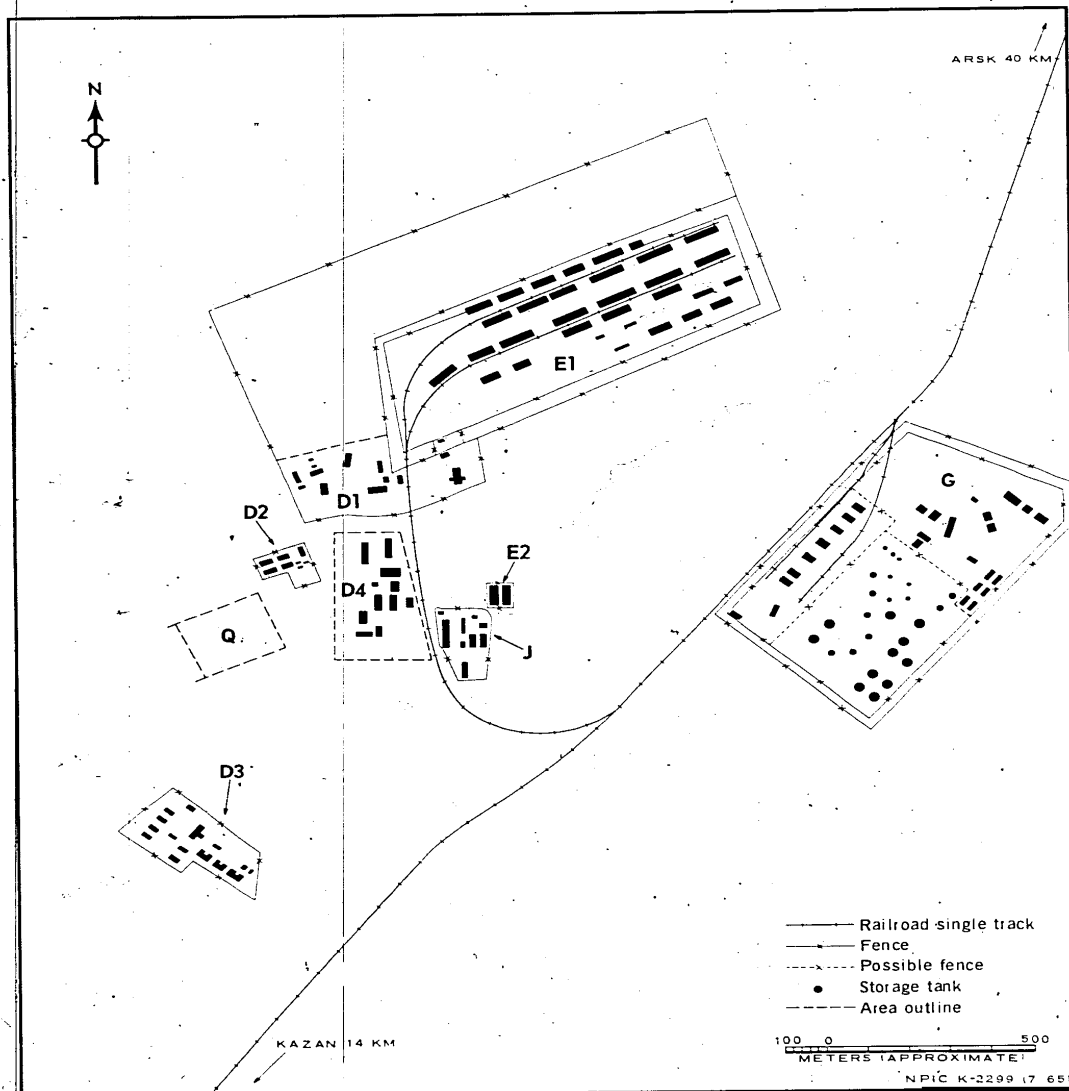 ARSK 40 KM
N
E1
G
D1
D2
E2
D4
Q
J
D3
Railroad single track
Fence
Possible fence
Storage tank
Area outline
KAZAN 14 KM
100 0 500
METERS (APPROXIMATE)
NPIC K-2299 (7 65)